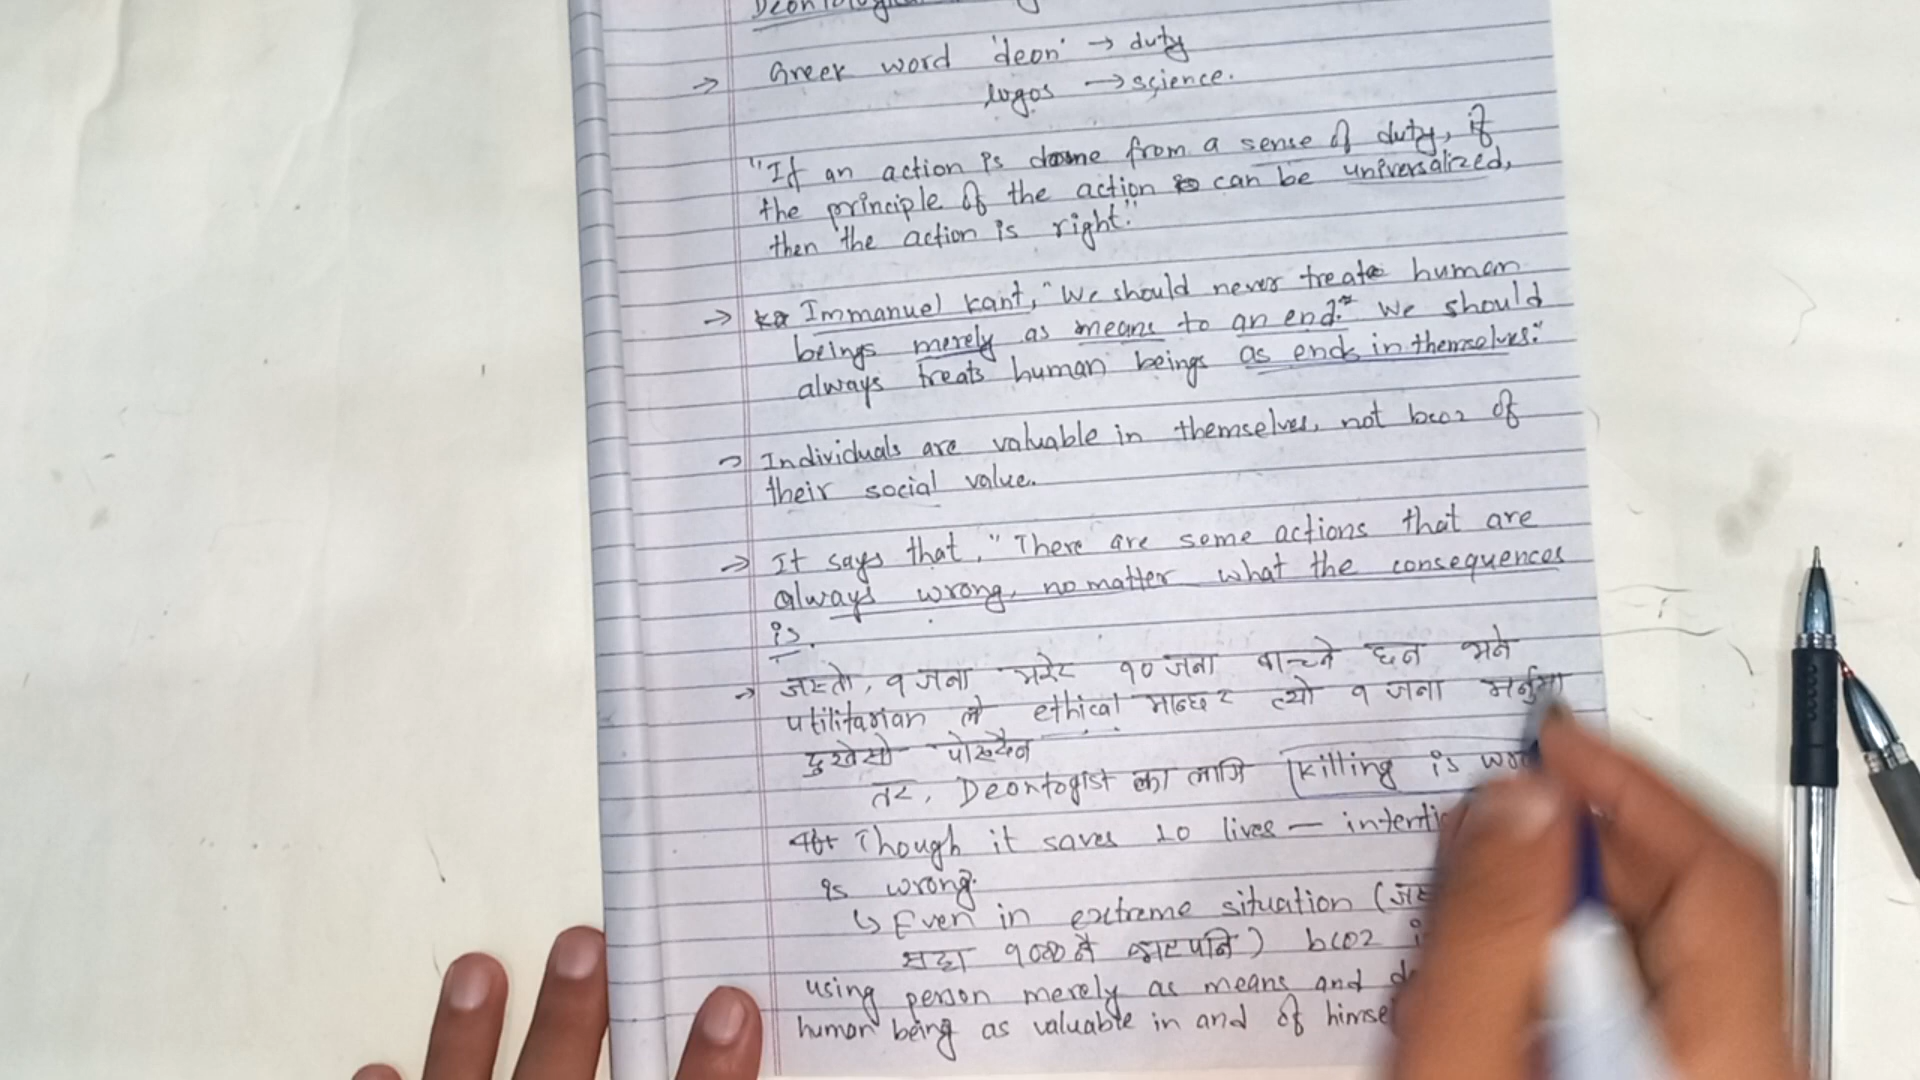 Deontological
→ Greek word 'deon' → duty
logos → science.
"If an action is done from a sense of duty, if
the principle of the action can be universalized,
then the action is right."
→ Immanuel Kant, "We should never treat human
beings merely as means to an end." We should
always treats human beings as ends in themselves."
→ Individuals are valuable in themselves, not bcoz of
their social value.
→ It says that, "There are some actions that are
always wrong, no matter what the consequences
is.
→ जस्तो, १ जना मरेर १० जना बाच्ने छन भने
utilitarian ले ethical मान्छर त्यो १ जना मर्नुमा
तर, Deontogist का लागि killing is
Though it saves 10 lives —
is wrong.
↳ Even in extreme situation
bcoz
using person merely as means and
human being as valuable in and of